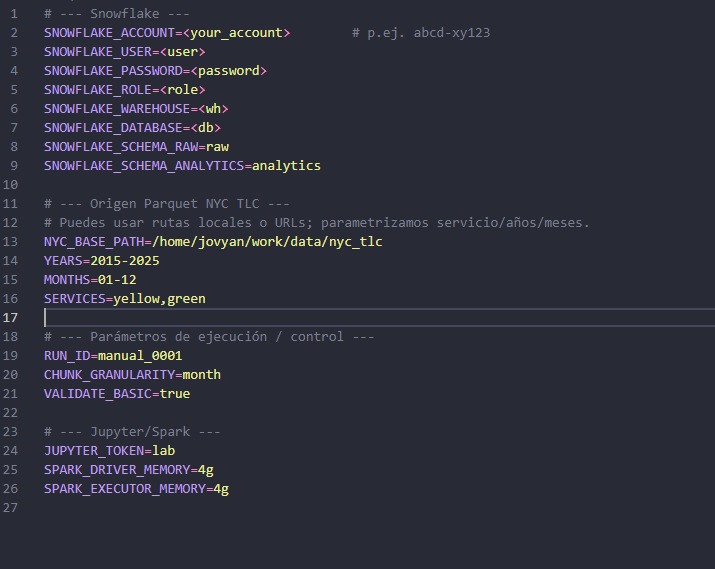 1 # --- Snowflake ---
2 SNOWFLAKE_ACCOUNT=<your_account> # p.ej. abcd-xy123
3 SNOWFLAKE_USER=<user>
4 SNOWFLAKE_PASSWORD=<password>
5 SNOWFLAKE_ROLE=<role>
6 SNOWFLAKE_WAREHOUSE=<wh>
7 SNOWFLAKE_DATABASE=<db>
8 SNOWFLAKE_SCHEMA_RAW=raw
9 SNOWFLAKE_SCHEMA_ANALYTICS=analytics
10
11 # --- Origen Parquet NYC TLC ---
12 # Puedes usar rutas locales o URLs; parametrizamos servicio/años/meses.
13 NYC_BASE_PATH=/home/jovyan/work/data/nyc_tlc
14 YEARS=2015-2025
15 MONTHS=01-12
16 SERVICES=yellow,green
17
18 # --- Parámetros de ejecución / control ---
19 RUN_ID=manual_0001
20 CHUNK_GRANULARITY=month
21 VALIDATE_BASIC=true
22
23 # --- Jupyter/Spark ---
24 JUPYTER_TOKEN=lab
25 SPARK_DRIVER_MEMORY=4g
26 SPARK_EXECUTOR_MEMORY=4g
27